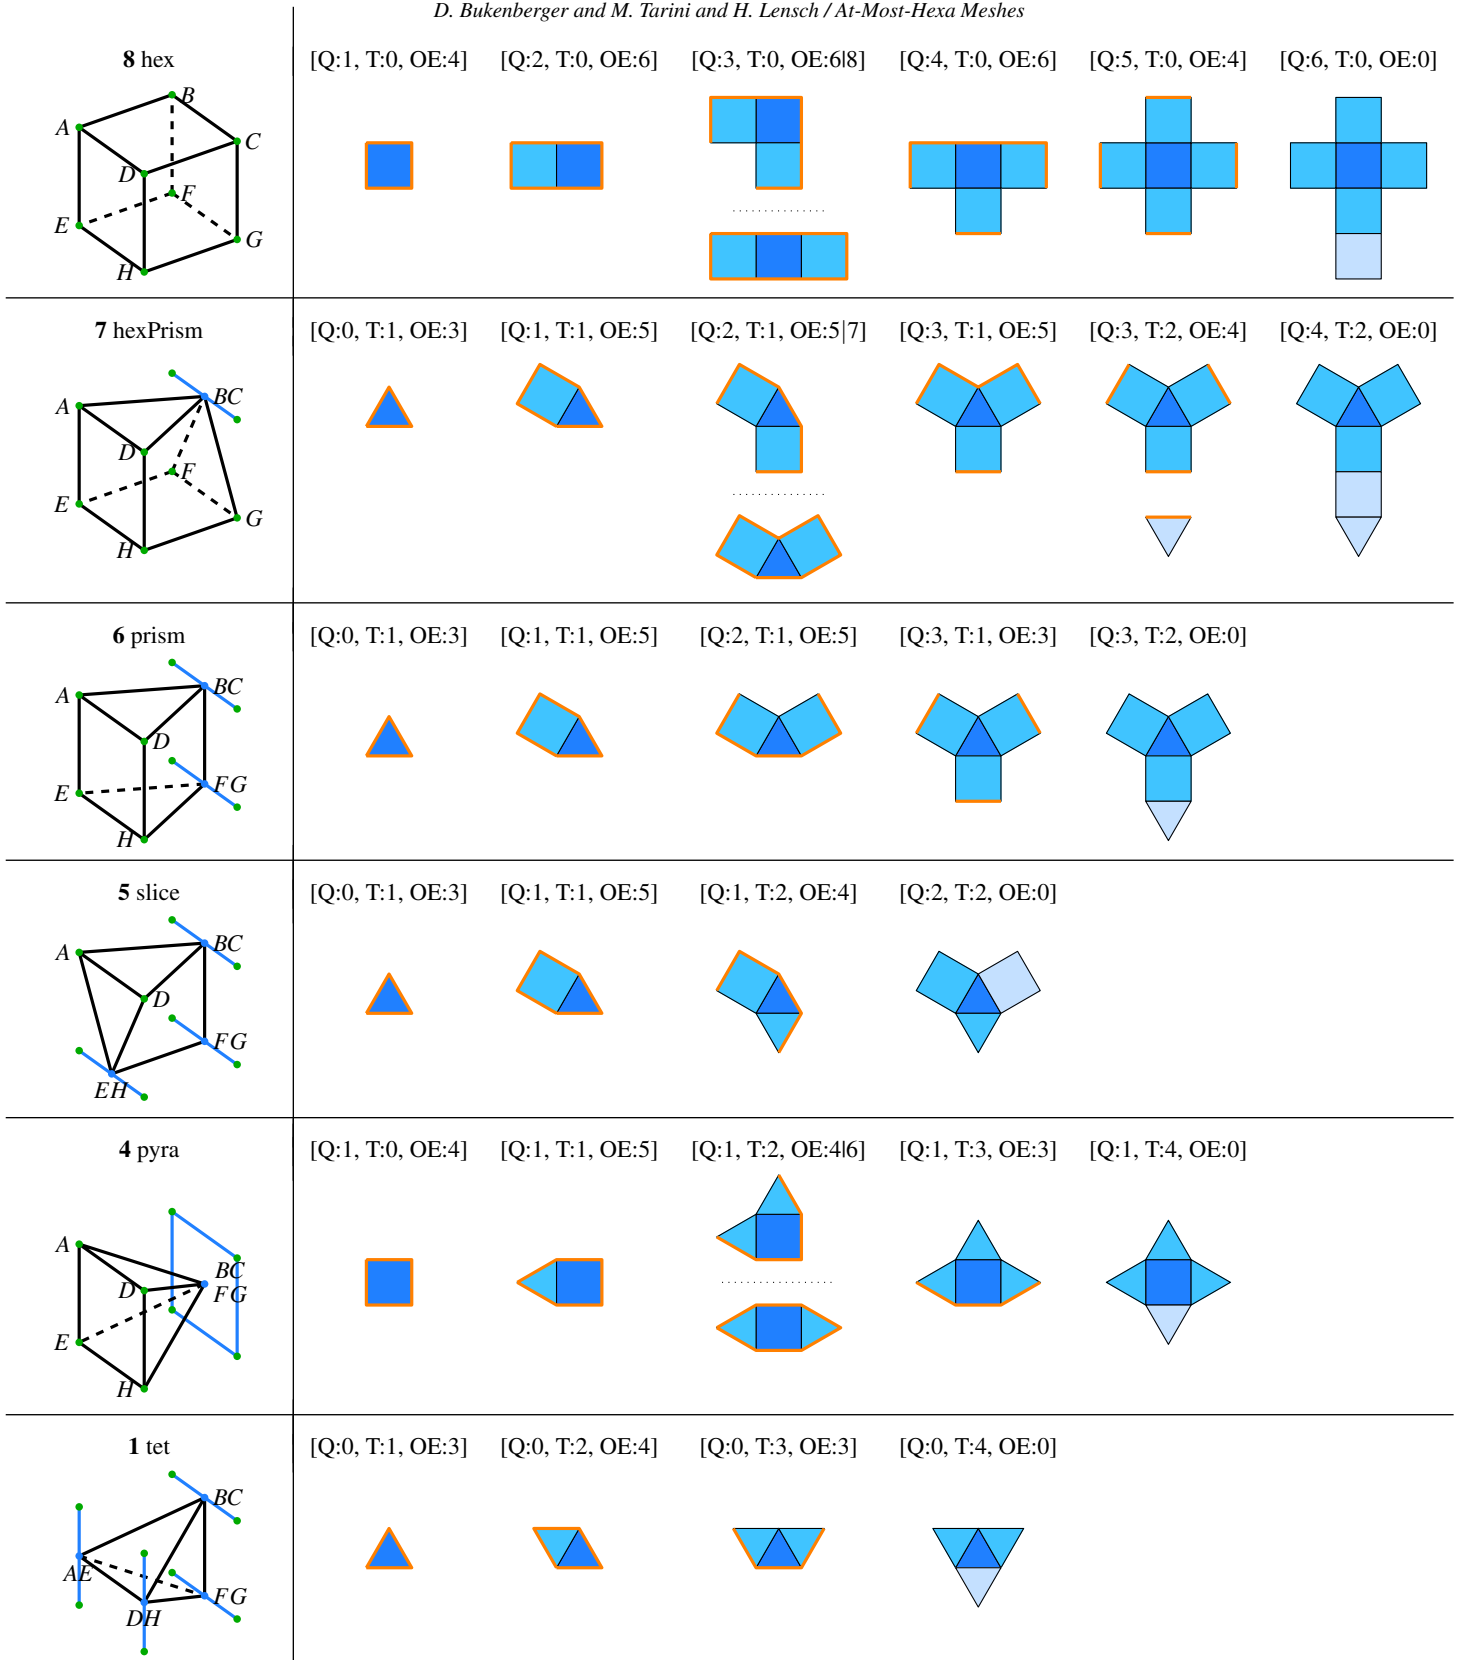 D. Bukenberger and M. Tarini and H. Lensch / At-Most-Hexa Meshes
8 hex
[Q:1, T:0, OE:4] [Q:2, T:0, OE:6] [Q:3, T:0, OE:6|8] [Q:4, T:0, OE:6] [Q:5, T:0, OE:4] [Q:6, T:0, OE:0]
B
A
C
D
F
E
G
H
7 hexPrism
[Q:0, T:1, OE:3] [Q:1, T:1, OE:5] [Q:2, T:1, OE:5|7] [Q:3, T:1, OE:5] [Q:3, T:2, OE:4] [Q:4, T:2, OE:0]
BC
A
D
F
E
G
H
6 prism
[Q:0, T:1, OE:3] [Q:1, T:1, OE:5] [Q:2, T:1, OE:5] [Q:3, T:1, OE:3] [Q:3, T:2, OE:0]
BC
A
D
FG
E
H
5 slice
[Q:0, T:1, OE:3] [Q:1, T:1, OE:5] [Q:1, T:2, OE:4] [Q:2, T:2, OE:0]
BC
A
D
FG
EH
4 pyra
[Q:1, T:0, OE:4] [Q:1, T:1, OE:5] [Q:1, T:2, OE:4|6] [Q:1, T:3, OE:3] [Q:1, T:4, OE:0]
A
BC
D
FG
E
H
1 tet
[Q:0, T:1, OE:3] [Q:0, T:2, OE:4] [Q:0, T:3, OE:3] [Q:0, T:4, OE:0]
BC
AE
FG
DH